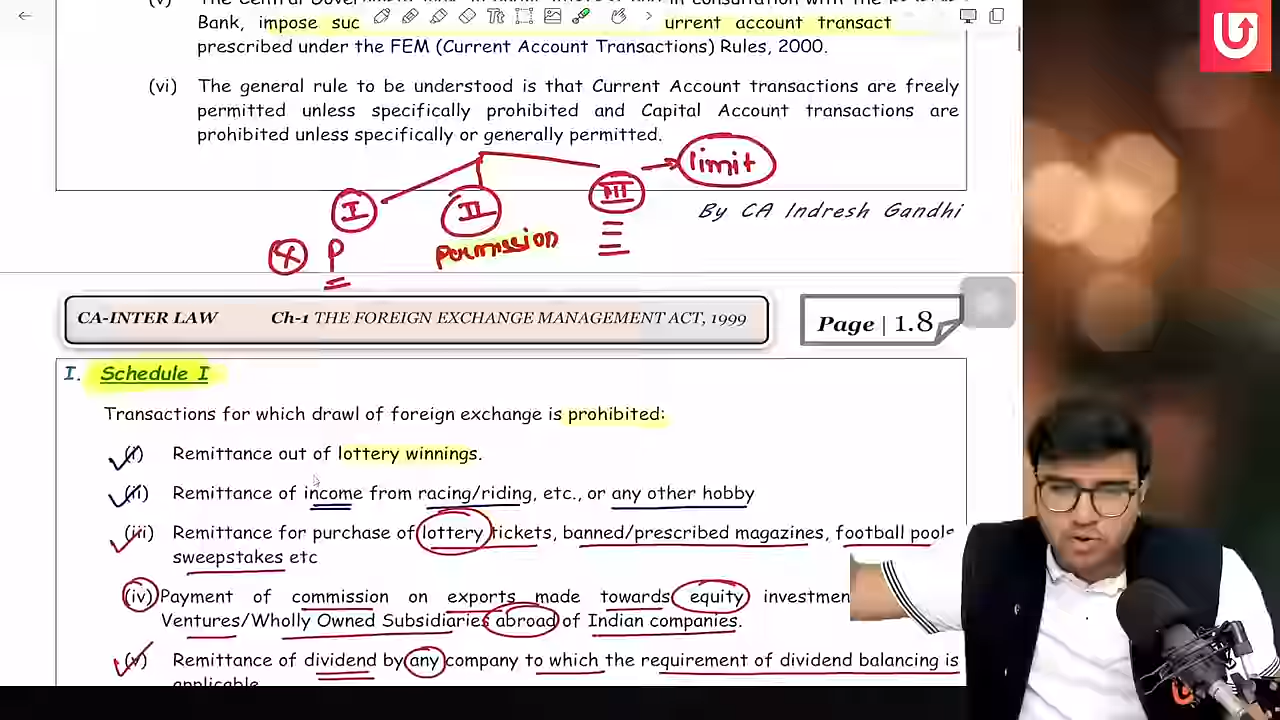 (v) The Central
Bank, impose suc urrent account transact
prescribed under the FEM (Current Account Transactions) Rules, 2000.
(vi) The general rule to be understood is that Current Account transactions are freely
permitted unless specifically prohibited and Capital Account transactions are
prohibited unless specifically or generally permitted.
limit
I II III
By CA Indresh Gandhi
P Permission
CA-INTER LAW Ch-1 THE FOREIGN EXCHANGE MANAGEMENT ACT, 1999 Page | 1.8
I. Schedule I
Transactions for which drawl of foreign exchange is prohibited:
(i) Remittance out of lottery winnings.
(ii) Remittance of income from racing/riding, etc., or any other hobby
(iii) Remittance for purchase of lottery tickets, banned/prescribed magazines, football pools
sweepstakes etc
(iv) Payment of commission on exports made towards equity investmen
Ventures/Wholly Owned Subsidiaries abroad of Indian companies.
(v) Remittance of dividend by any company to which the requirement of dividend balancing is
applicable